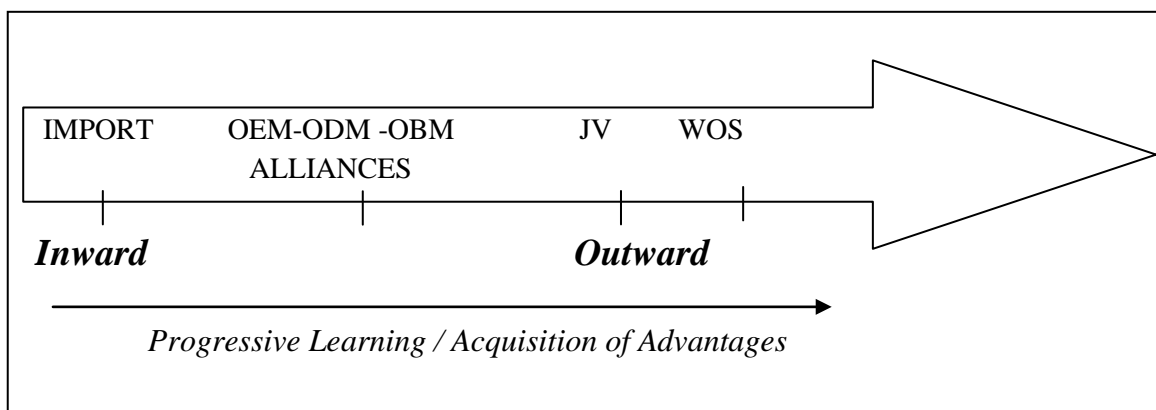 IMPORT OEM-ODM -OBM JV WOS
ALLIANCES
Inward Outward
Progressive Learning / Acquisition of Advantages